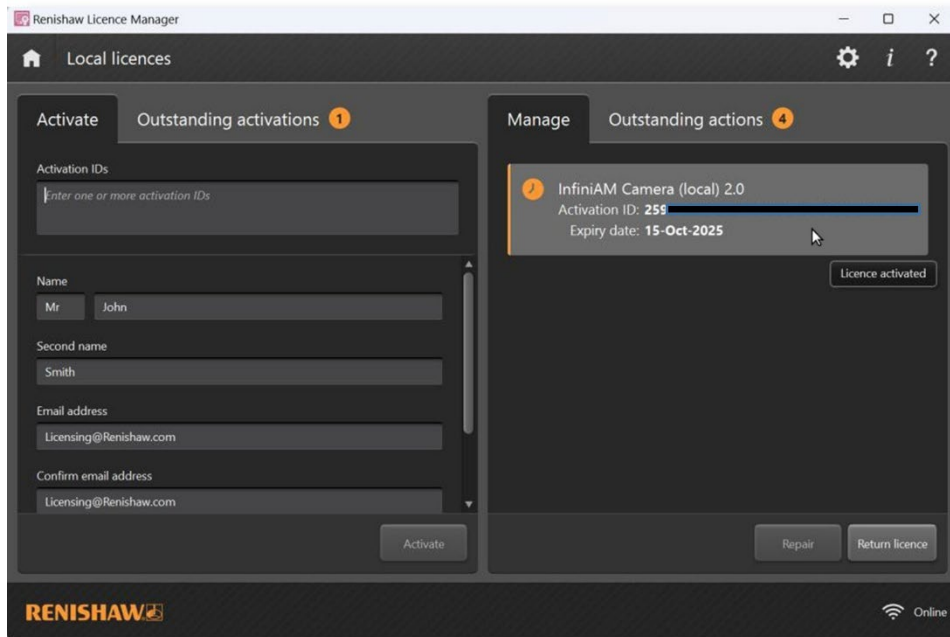 Renishaw Licence Manager
Local licences
Activate
Outstanding activations 1
Activation IDs
Enter one or more activation IDs
Name
Mr John
Second name
Smith
Email address
Licensing@Renishaw.com
Confirm email address
Licensing@Renishaw.com
Activate
Manage
Outstanding actions 4
InfiniAM Camera (local) 2.0
Activation ID: 259
Expiry date: 15-Oct-2025
Licence activated
Repair
Return licence
RENISHAW
Online